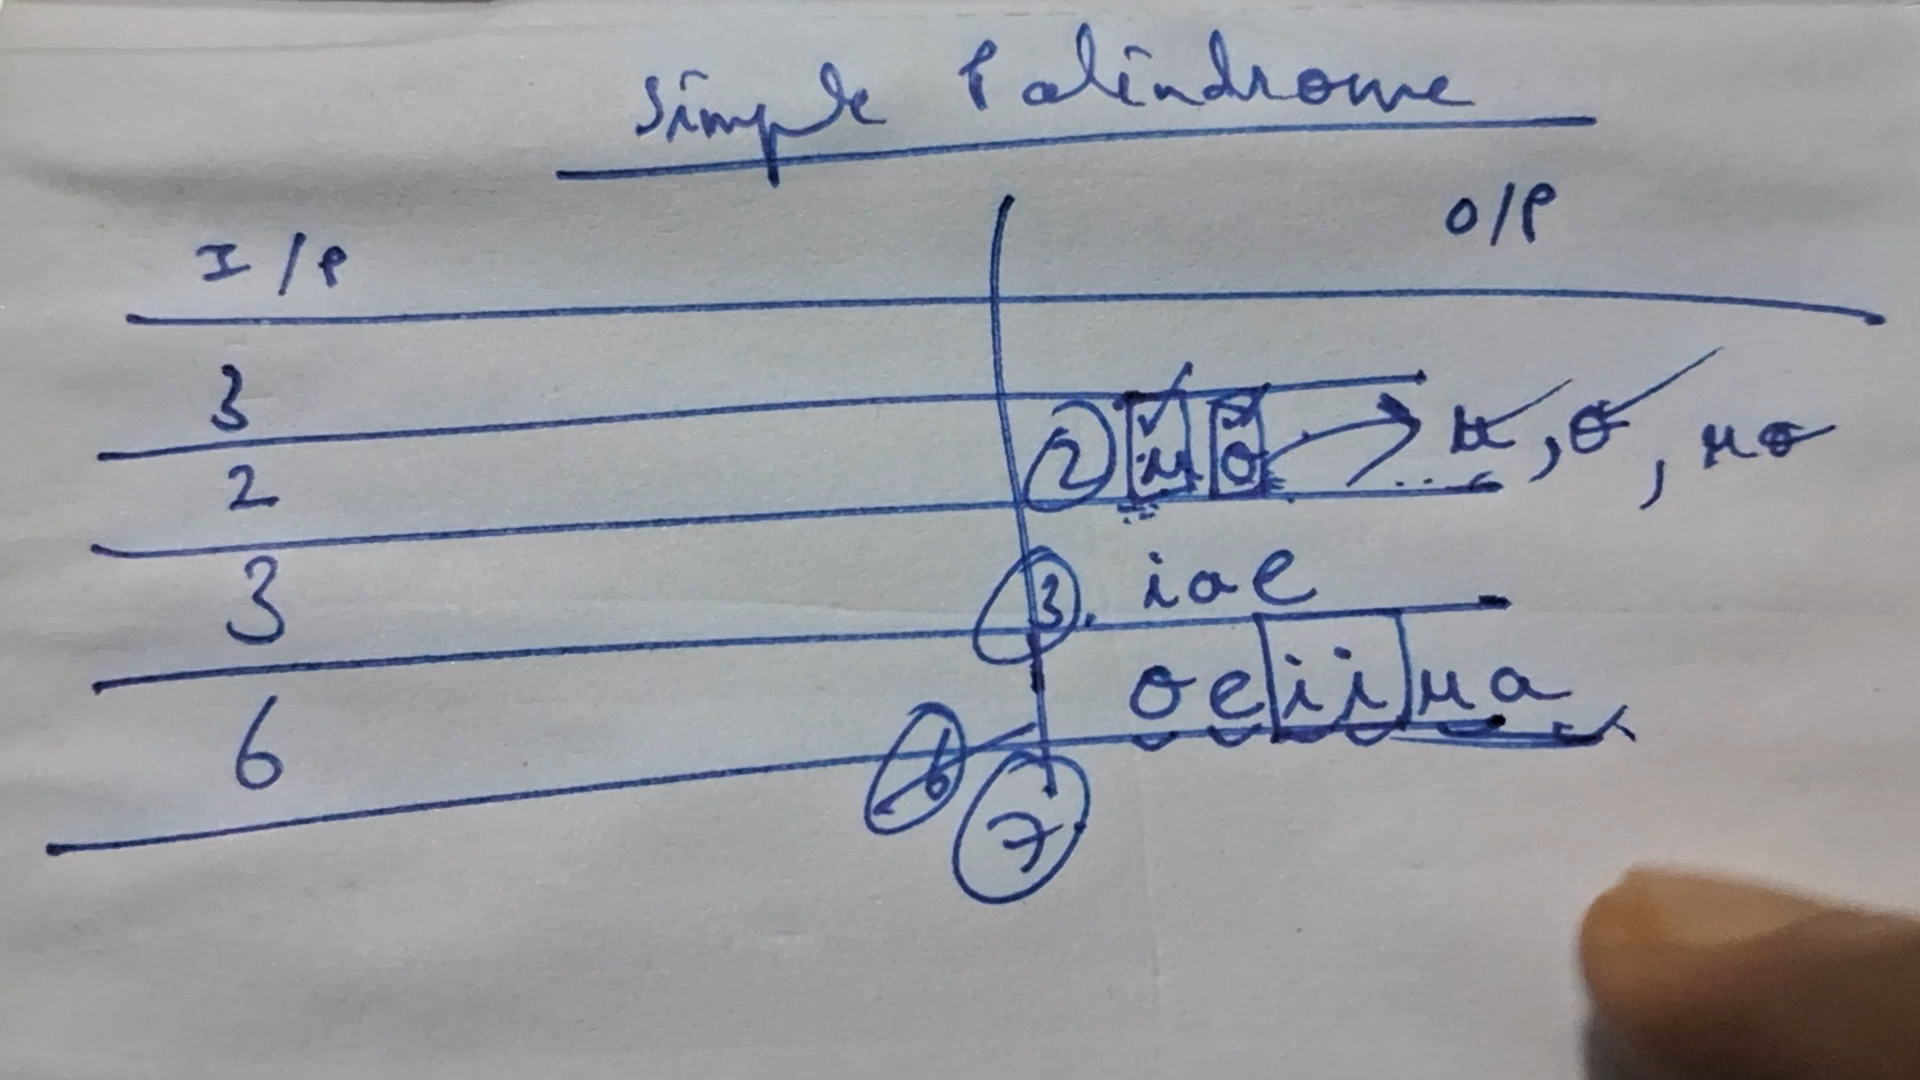 Simple Palindrome
I/P O/P
3
2 2 u o u, o, uo
3 3. iae
6 oeiiua
6 7